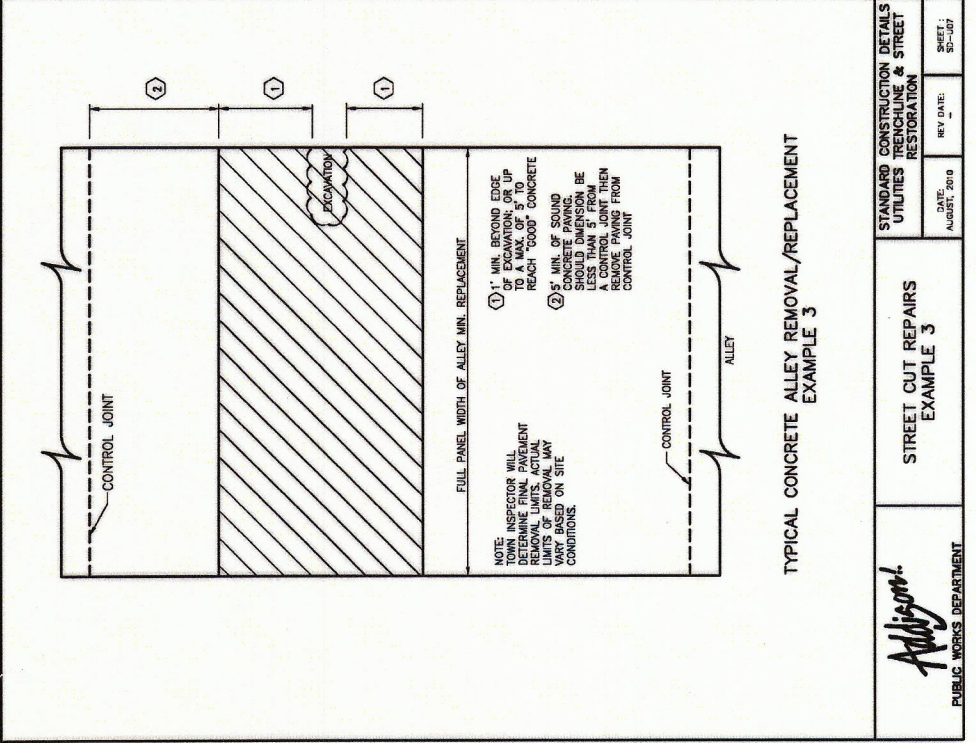 CONTROL JOINT
2
1
1
EXCAVATION
FULL PANEL WIDTH OF ALLEY MIN. REPLACEMENT
NOTE:
TOWN INSPECTOR WILL
DETERMINE FINAL PAVEMENT
REMOVAL LIMITS. ACTUAL
LIMITS OF REMOVAL MAY
VARY BASED ON SITE
CONDITIONS.
1 1' MIN. BEYOND EDGE
OF EXCAVATION; OR UP
TO A MAX. OF 5' TO
REACH "GOOD" CONCRETE
2 5' MIN. OF SOUND
CONCRETE PAVING.
SHOULD DIMENSION BE
LESS THAN 5' FROM
A CONTROL JOINT THEN
REMOVE PAVING FROM
CONTROL JOINT
CONTROL JOINT
ALLEY
TYPICAL CONCRETE ALLEY REMOVAL/REPLACEMENT
EXAMPLE 3
Addison!
PUBLIC WORKS DEPARTMENT
STREET CUT REPAIRS
EXAMPLE 3
STANDARD CONSTRUCTION DETAILS
UTILITIES TRENCHLINE & STREET
RESTORATION
DATE:
AUGUST, 2010
REV DATE:
–
SHEET :
SD-U07